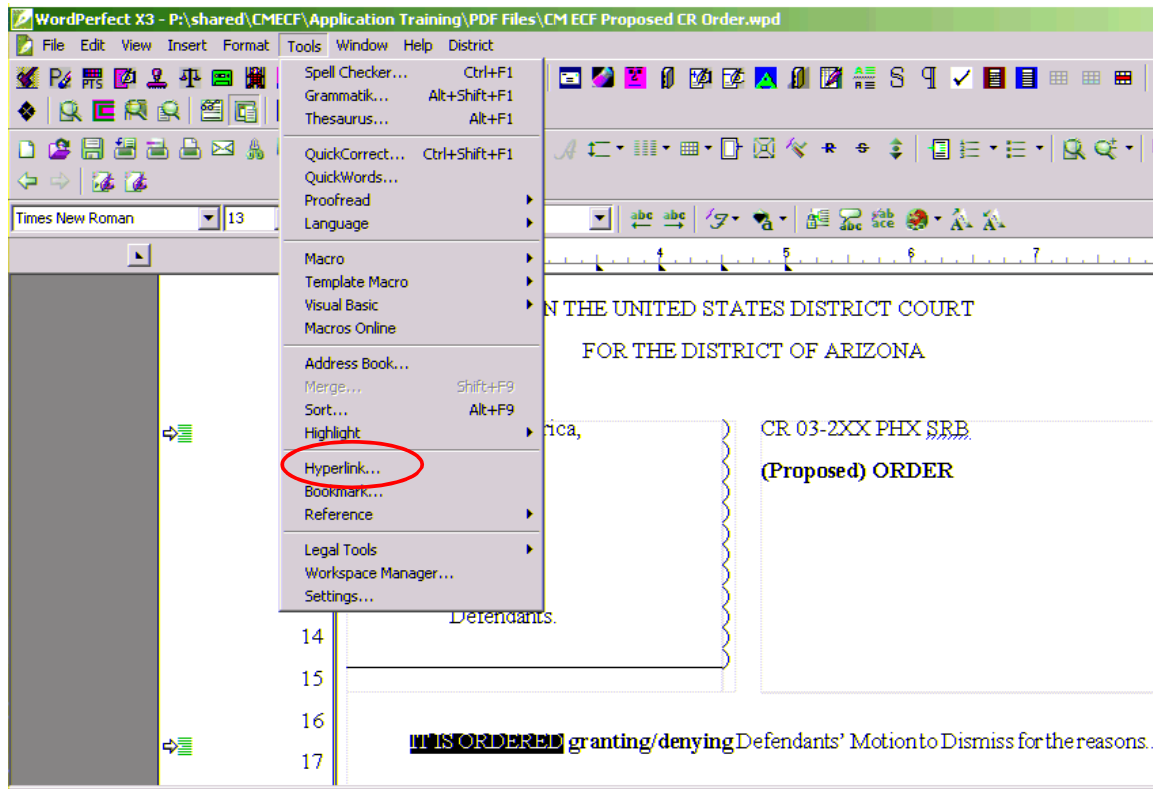 WordPerfect X3 - P:\shared\CMECF\Application Training\PDF Files\CM ECF Proposed CR Order.wpd
File Edit View Insert Format Tools Window Help District
Spell Checker... Ctrl+F1
Grammatik... Alt+Shift+F1
Thesaurus... Alt+F1
QuickCorrect... Ctrl+Shift+F1
QuickWords...
Proofread
Language
Macro
Template Macro
Visual Basic
Macros Online
Address Book...
Merge... Shift+F9
Sort... Alt+F9
Highlight
Hyperlink...
Bookmark...
Reference
Legal Tools
Workspace Manager...
Settings...
Times New Roman 13
4 5 6 7
N THE UNITED STATES DISTRICT COURT
FOR THE DISTRICT OF ARIZONA
rica, ) CR 03-2XX PHX SRB
(Proposed) ORDER
Defendants.
14
15
16
IT IS ORDERED granting/denying Defendants' Motion to Dismiss for the reasons..
17